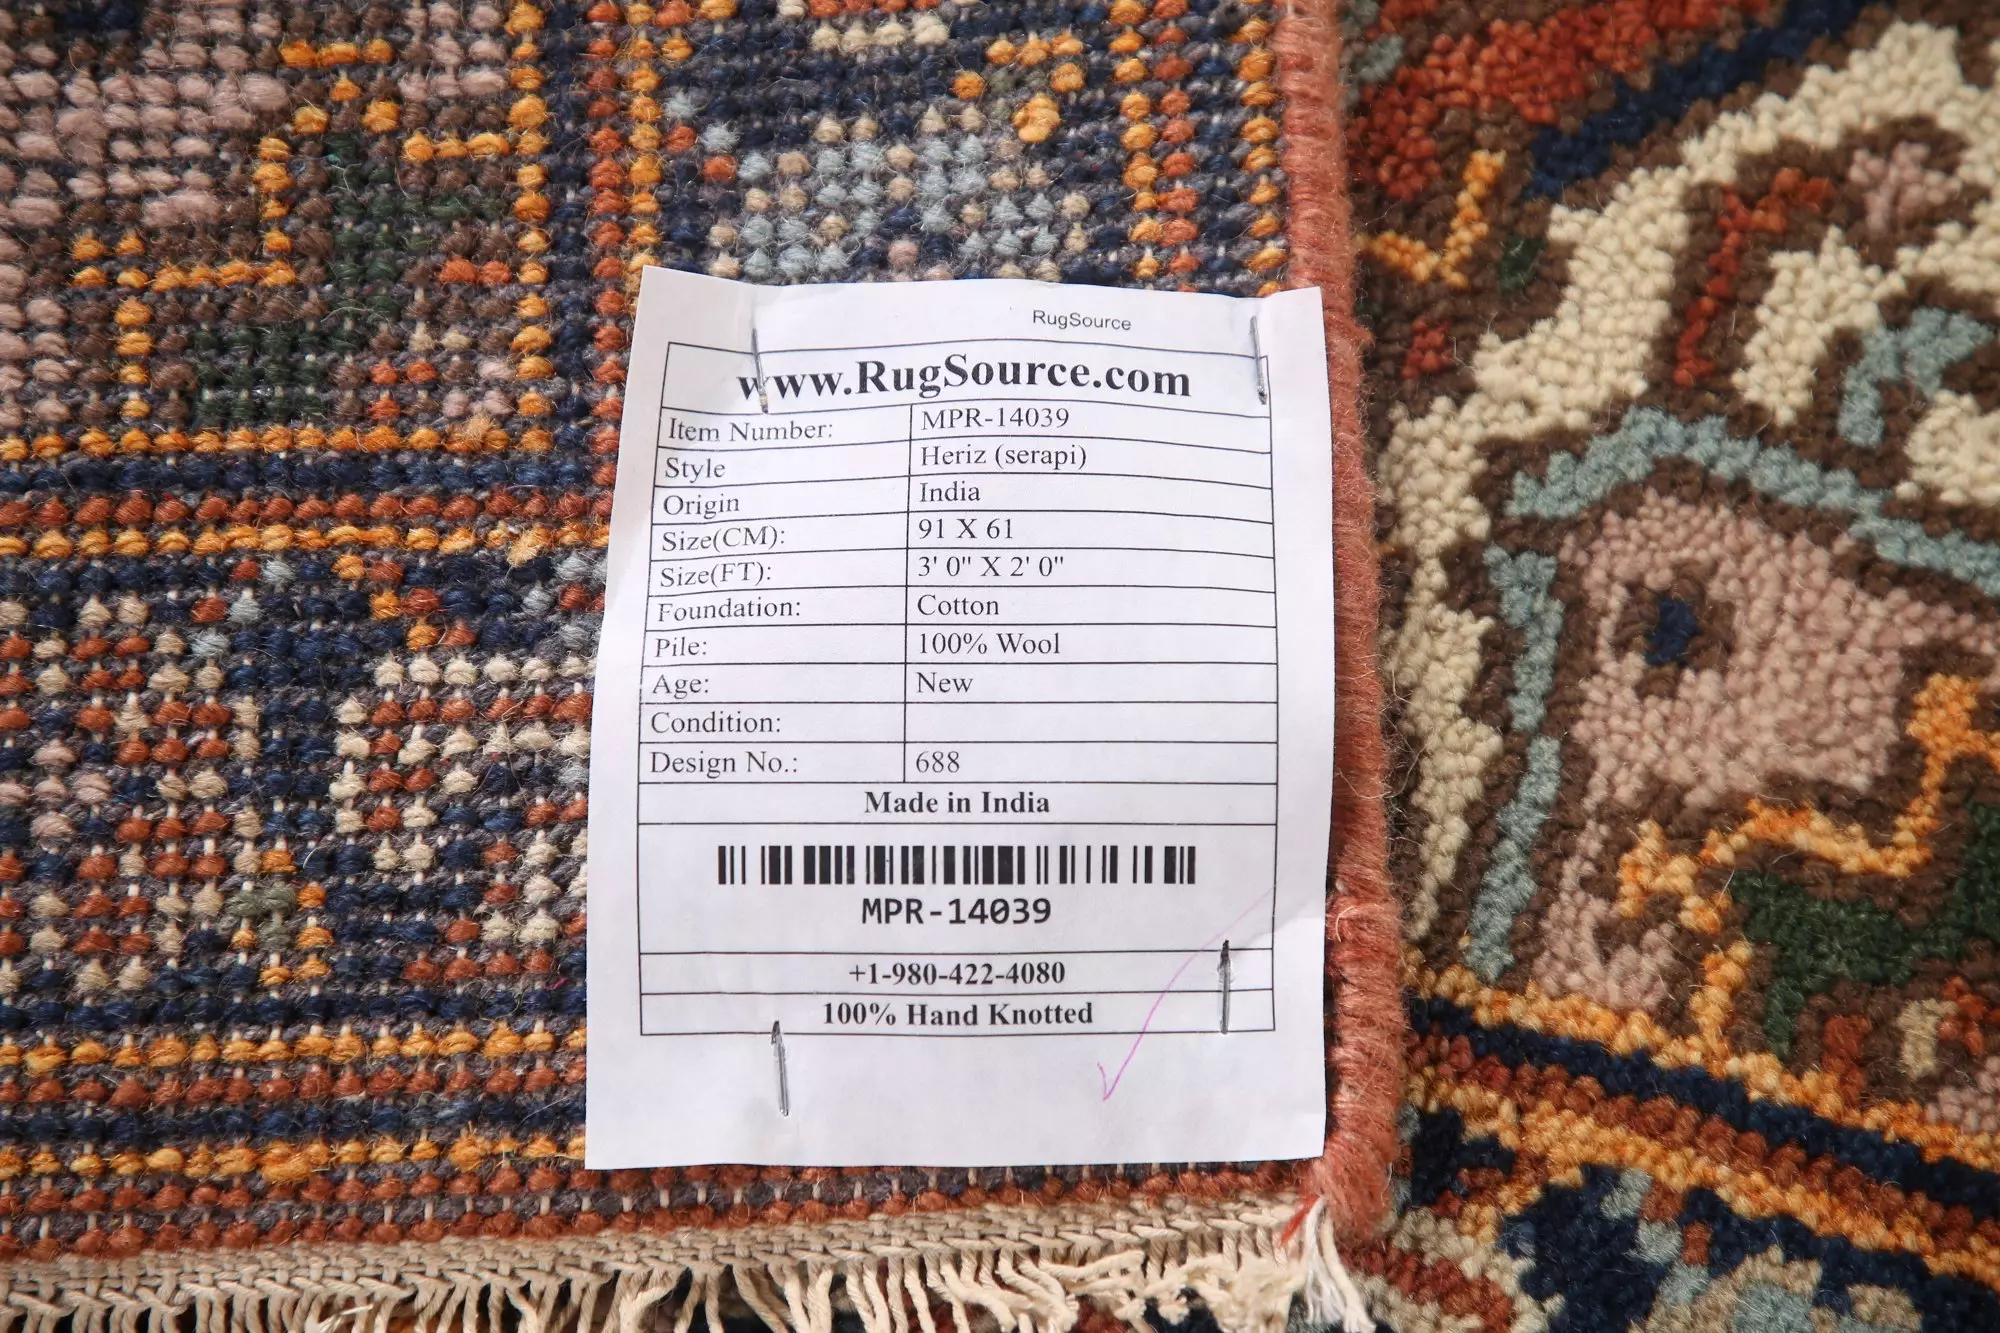 RugSource
www.RugSource.com
Item Number: MPR-14039
Style Heriz (serapi)
Origin India
Size(CM): 91 X 61
Size(FT): 3' 0" X 2' 0"
Foundation: Cotton
Pile: 100% Wool
Age: New
Condition:
Design No.: 688
Made in India
MPR-14039
+1-980-422-4080
100% Hand Knotted